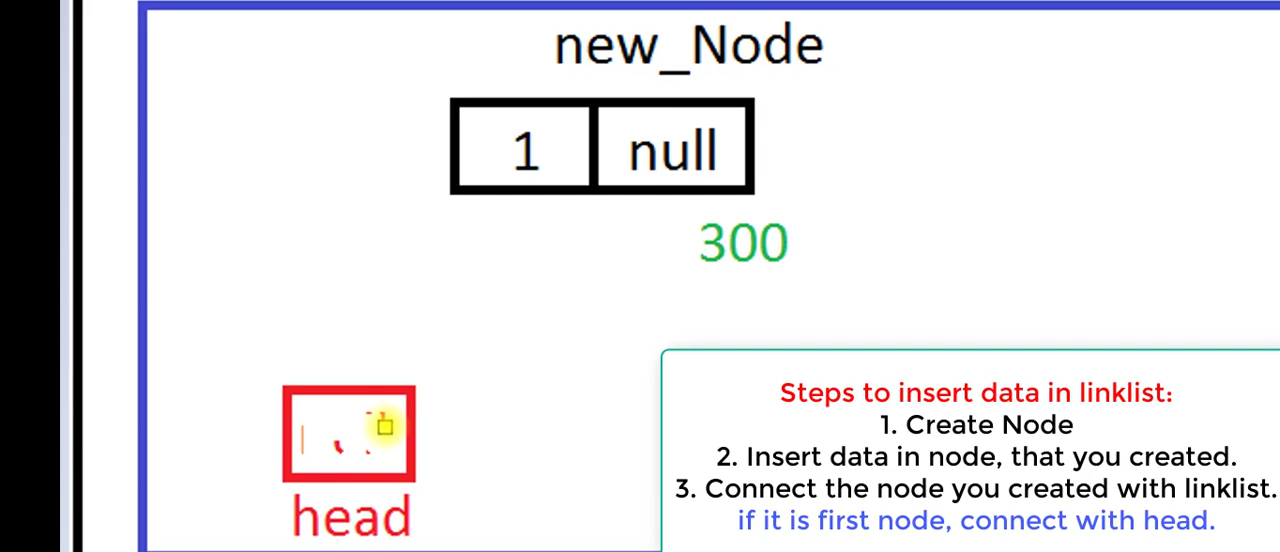 new_Node
1 null
300
head
Steps to insert data in linklist:
1. Create Node
2. Insert data in node, that you created.
3. Connect the node you created with linklist.
if it is first node, connect with head.